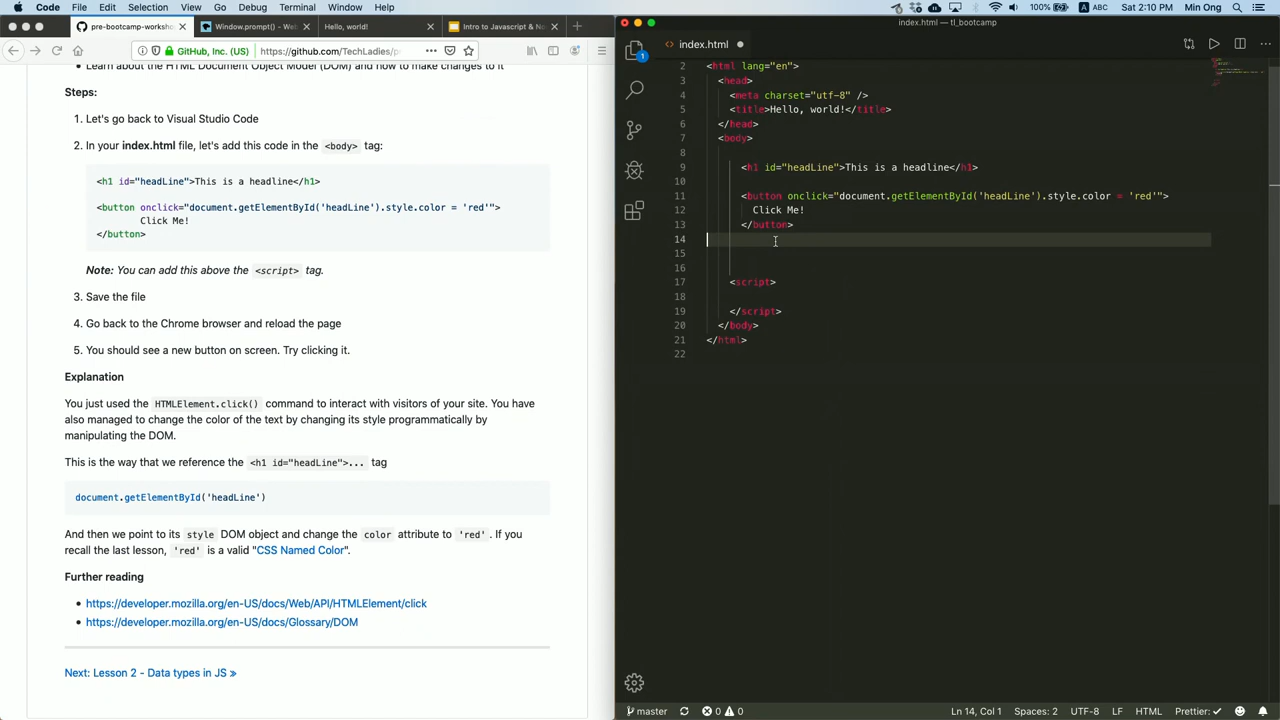 Code File Edit Selection View Go Debug Terminal Window Help
100% ABC Sat 2:10 PM Min Ong
pre-bootcamp-worksho
Window.prompt() - Web
Hello, world!
Intro to Javascript & No
GitHub, Inc. (US) https://github.com/TechLadies/p
Learn about the HTML Document Object Model (DOM) and how to make changes to it
Steps:
1. Let's go back to Visual Studio Code
2. In your index.html file, let's add this code in the <body> tag:
<h1 id="headLine">This is a headline</h1>
<button onclick="document.getElementById('headLine').style.color = 'red'">
Click Me!
</button>
Note: You can add this above the <script> tag.
3. Save the file
4. Go back to the Chrome browser and reload the page
5. You should see a new button on screen. Try clicking it.
Explanation
You just used the HTMLElement.click() command to interact with visitors of your site. You have
also managed to change the color of the text by changing its style programmatically by
manipulating the DOM.
This is the way that we reference the <h1 id="headLine">... tag
document.getElementById('headLine')
And then we point to its style DOM object and change the color attribute to 'red'. If you
recall the last lesson, 'red' is a valid "CSS Named Color".
Further reading
• https://developer.mozilla.org/en-US/docs/Web/API/HTMLElement/click
• https://developer.mozilla.org/en-US/docs/Glossary/DOM
Next: Lesson 2 - Data types in JS »
index.html — tl_bootcamp
<> index.html
1
2 <html lang="en">
3 <head>
4 <meta charset="utf-8" />
5 <title>Hello, world!</title>
6 </head>
7 <body>
8
9 <h1 id="headLine">This is a headline</h1>
10
11 <button onclick="document.getElementById('headLine').style.color = 'red'">
12 Click Me!
13 </button>
14
15
16
17 <script>
18
19 </script>
20 </body>
21 </html>
22
master 0 0 Ln 14, Col 1 Spaces: 2 UTF-8 LF HTML Prettier: ✓